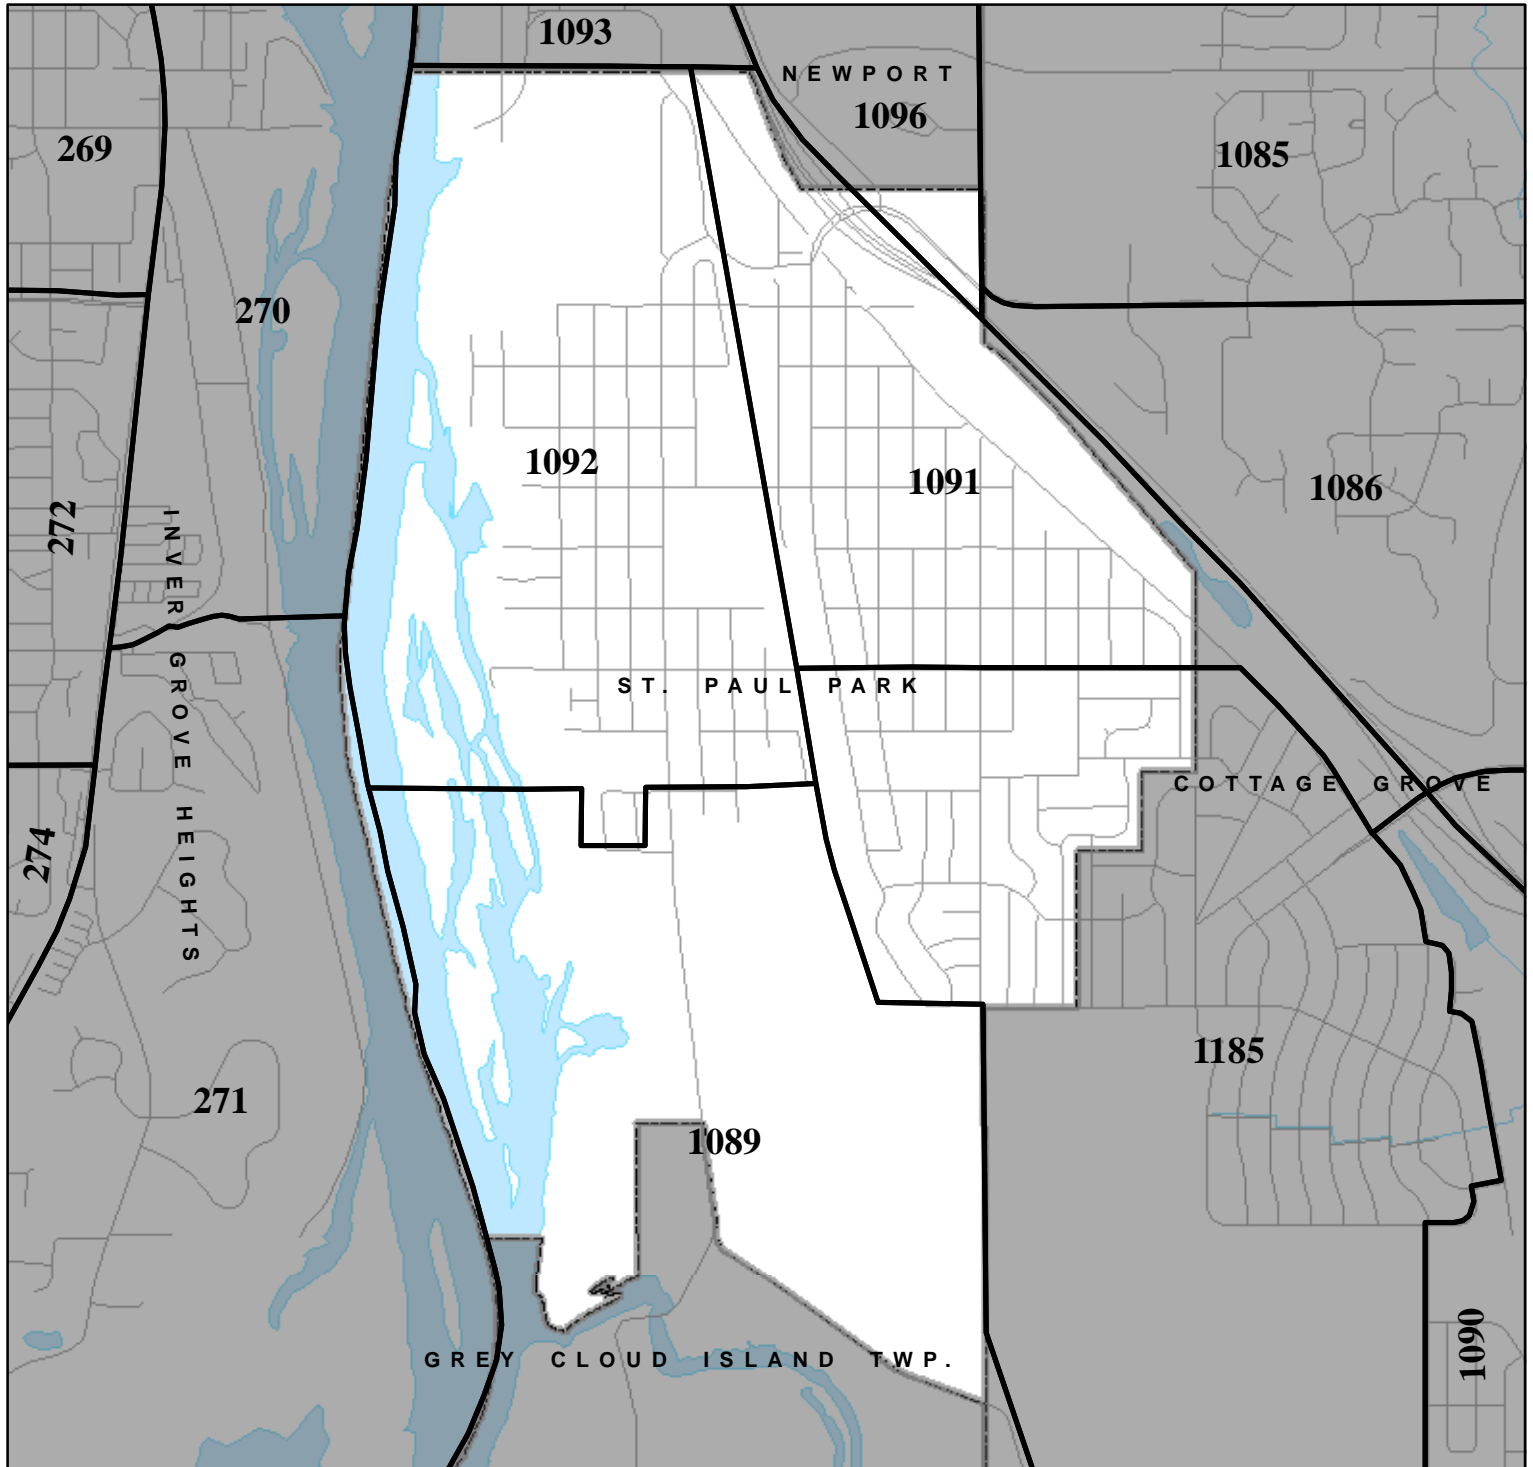 1093
NEWPORT
1096
269
1085
270
1092
1091
1086
272
INVER GROVE HEIGHTS
ST. PAUL PARK
COTTAGE GROVE
274
1185
271
1089
GREY CLOUD ISLAND TWP.
1090